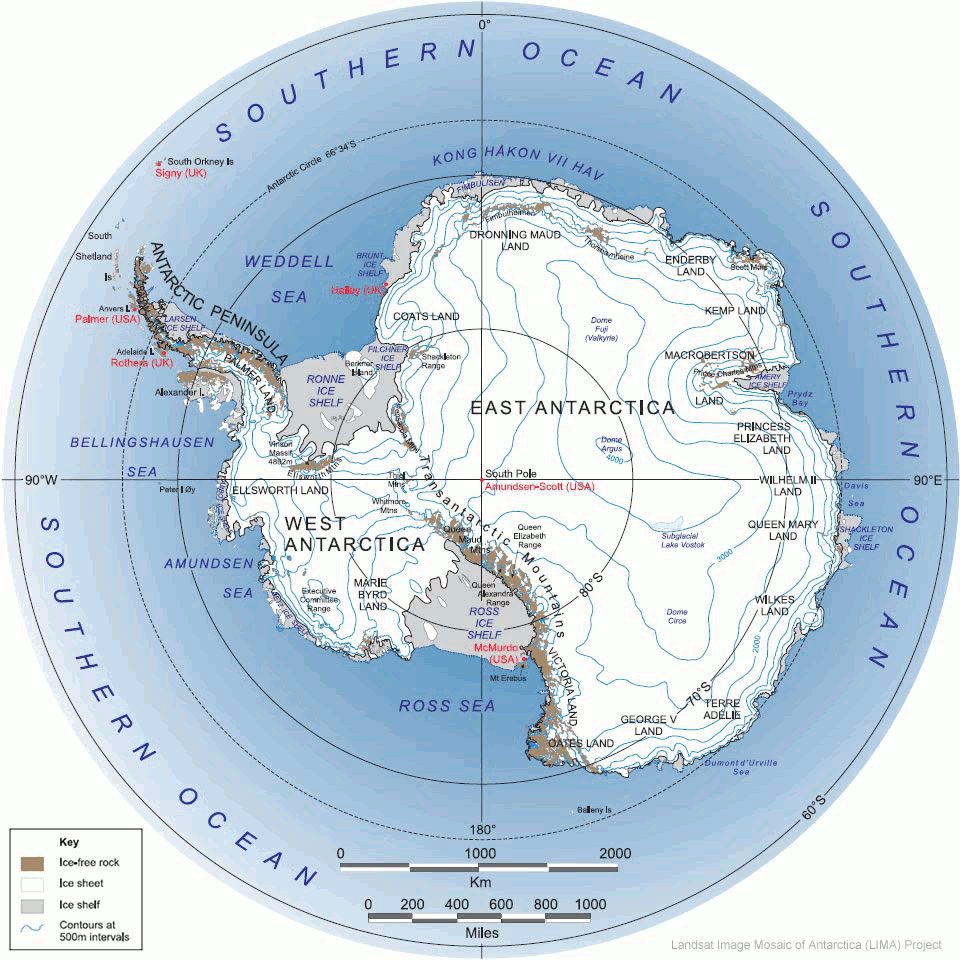 0°
SOUTHERN OCEAN
Antarctic Circle 66°34'S
KONG HÅKON VII HAV
South Orkney Is
Signy (UK)
FIMBULISEN
Fimbulheimen
DRONNING MAUD
LAND
Thorshavnheine
ENDERBY
LAND
Scott Mtns
SOUTHERN OCEAN
South
Shetland
Is
ANTARCTIC PENINSULA
WEDDELL
SEA
BRUNT
ICE
SHELF
Halley (UK)
COATS LAND
KEMP LAND
Anvers I.
Palmer (USA)
LARSEN
ICE SHELF
Dome
Fuji
(Valkyrie)
Adelaide I.
Rothera (UK)
PALMER LAND
Alexander I.
Berkner
Island
FILCHNER
ICE
SHELF
Shackleton
Range
RONNE
ICE
SHELF
MACROBERTSON
Prince Charles Mtns
LAND
AMERY
ICE SHELF
Prydz
Bay
EAST ANTARCTICA
PRINCESS
ELIZABETH
LAND
BELLINGSHAUSEN
SEA
Vinson
Massif
4892m
Ellsworth Mtns
Dome
Argus
4000
90°W
Peter I Øy
ELLSWORTH LAND
Thiel
Mtns
Whitmore
Mtns
South Pole
Amundsen-Scott (USA)
WILHELM II
LAND
90°E
Davis
Sea
WEST
ANTARCTICA
Transantarctic Mountains
Queen
Maud
Mtns
Queen
Elizabeth
Range
Subglacial
Lake Vostok
QUEEN MARY
LAND
SHACKLETON
ICE
SHELF
3000
AMUNDSEN
SEA
Executive
Committee
Range
MARIE
BYRD
LAND
Queen
Alexandra
Range
80°S
ROSS
ICE
SHELF
Dome
Circe
WILKES
LAND
2000
McMurdo
(USA)
Mt Erebus
VICTORIA LAND
ROSS SEA
70°S
TERRE
ADÉLIE
GEORGE V
LAND
OATES LAND
Dumont d'Urville
Sea
SOUTHERN OCEAN
Balleny Is
60°S
180°
Key
Ice-free rock
Ice sheet
Ice shelf
Contours at
500m intervals
0 1000 2000
Km
0 200 400 600 800 1000
Miles
Landsat Image Mosaic of Antarctica (LIMA) Project